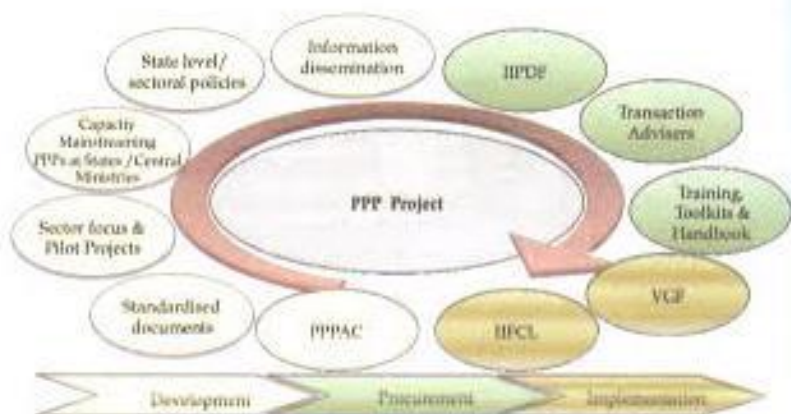 Information
dissemination
State level/
sectoral policies
IIPDF
Capacity
Mainstreaming
PPPs at States /Central
Ministries
Transaction
Advisers
PPP Project
Sector focus &
Pilot Projects
Training,
Toolkits &
Handbook
Standardised
documents
PPPAC
IIFCL
VGF
Development
Procurement
Implementation